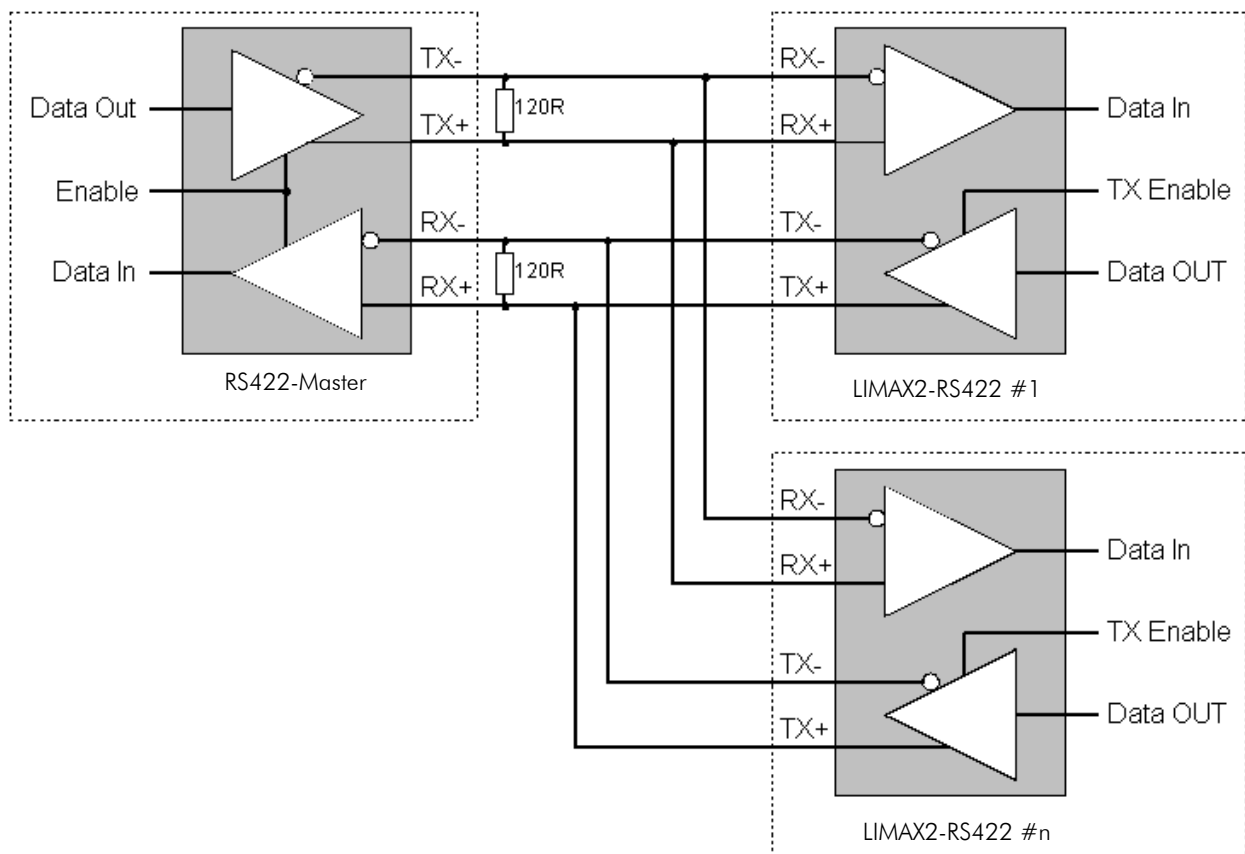 TX-
Data Out
120R
TX+
Enable
RX-
Data In
120R
RX+
RS422-Master
RX-
Data In
RX+
TX Enable
TX-
Data OUT
TX+
LIMAX2-RS422 #1
RX-
Data In
RX+
TX Enable
TX-
Data OUT
TX+
LIMAX2-RS422 #n